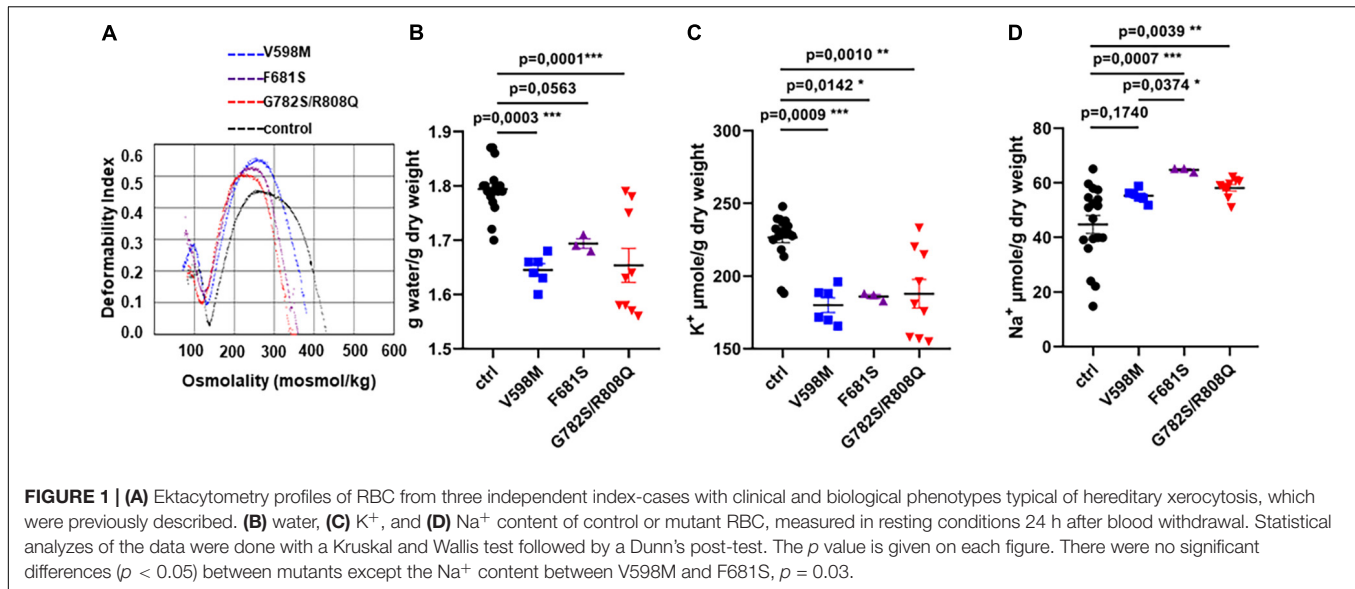 A
V598M
F681S
G782S/R808Q
control
0.6
0.5
0.4
0.3
0.2
0.1
0.0
100 200 300 400 500 600
Deformability Index
Osmolality (mosmol/kg)
B
p=0,0001***
p=0,0563
p=0,0003 ***
1.9
1.8
1.7
1.6
1.5
g water/g dry weight
ctrl
V598M
F681S
G782S/R808Q
C
p=0,0010 **
p=0,0142 *
p=0,0009 ***
300
250
200
150
K+ µmole/g dry weight
ctrl
V598M
F681S
G782S/R808Q
D
p=0,0039 **
p=0,0007 ***
p=0,0374 *
p=0,1740
80
60
40
20
0
Na+ µmole/g dry weight
ctrl
V598M
F681S
G782S/R808Q
FIGURE 1 | (A) Ektacytometry profiles of RBC from three independent index-cases with clinical and biological phenotypes typical of hereditary xerocytosis, which
were previously described. (B) water, (C) K+, and (D) Na+ content of control or mutant RBC, measured in resting conditions 24 h after blood withdrawal. Statistical
analyzes of the data were done with a Kruskal and Wallis test followed by a Dunn's post-test. The p value is given on each figure. There were no significant
differences (p < 0.05) between mutants except the Na+ content between V598M and F681S, p = 0.03.